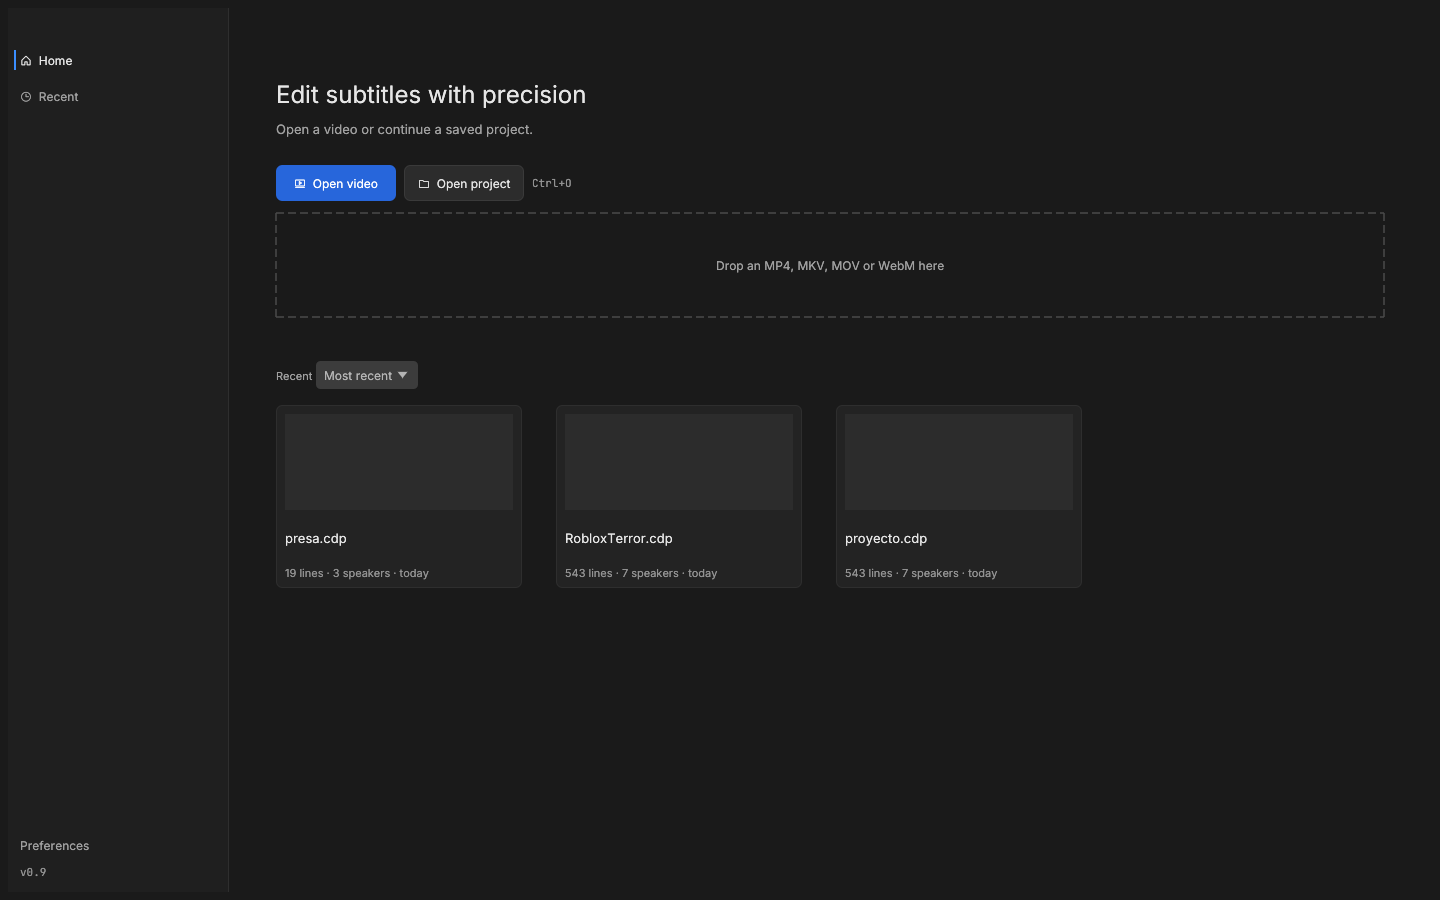 Home
Recent
Edit subtitles with precision
Open a video or continue a saved project.
Open video
Open project
Ctrl+O
Drop an MP4, MKV, MOV or WebM here
Recent
Most recent
presa.cdp
19 lines · 3 speakers · today
RobloxTerror.cdp
543 lines · 7 speakers · today
proyecto.cdp
543 lines · 7 speakers · today
Preferences
v0.9